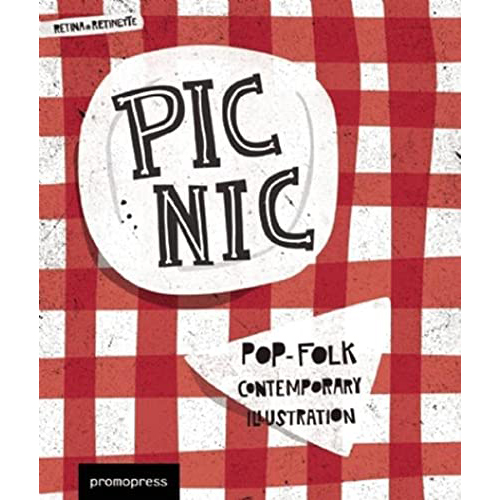 RETINA & RETINETTE
PIC
NIC
POP-FOLK
CONTEMPORARY
ILLUSTRATION
promopress